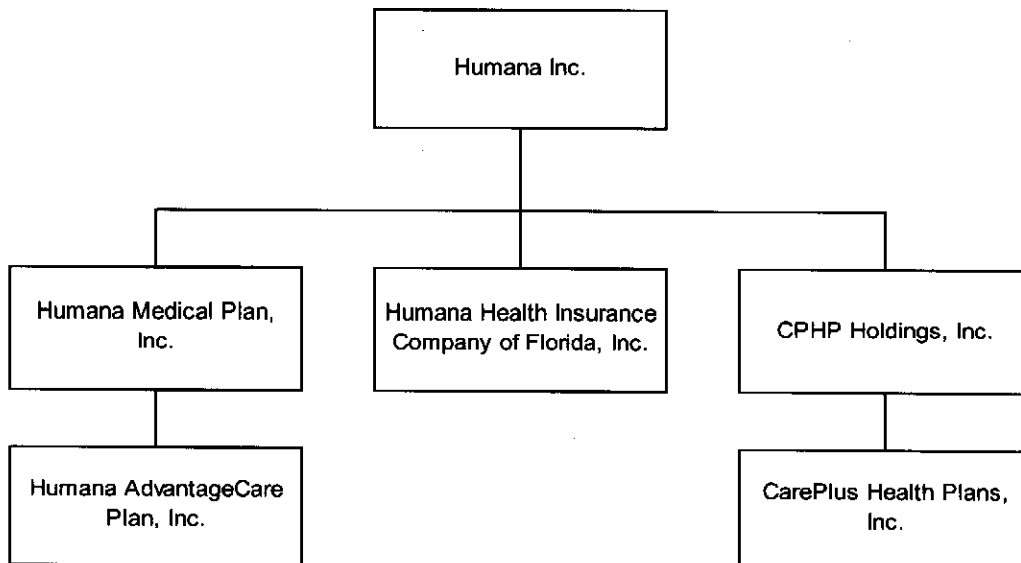 Humana Inc.
Humana Medical Plan,
Inc.
Humana Health Insurance
Company of Florida, Inc.
CPHP Holdings, Inc.
Humana AdvantageCare
Plan, Inc.
CarePlus Health Plans,
Inc.